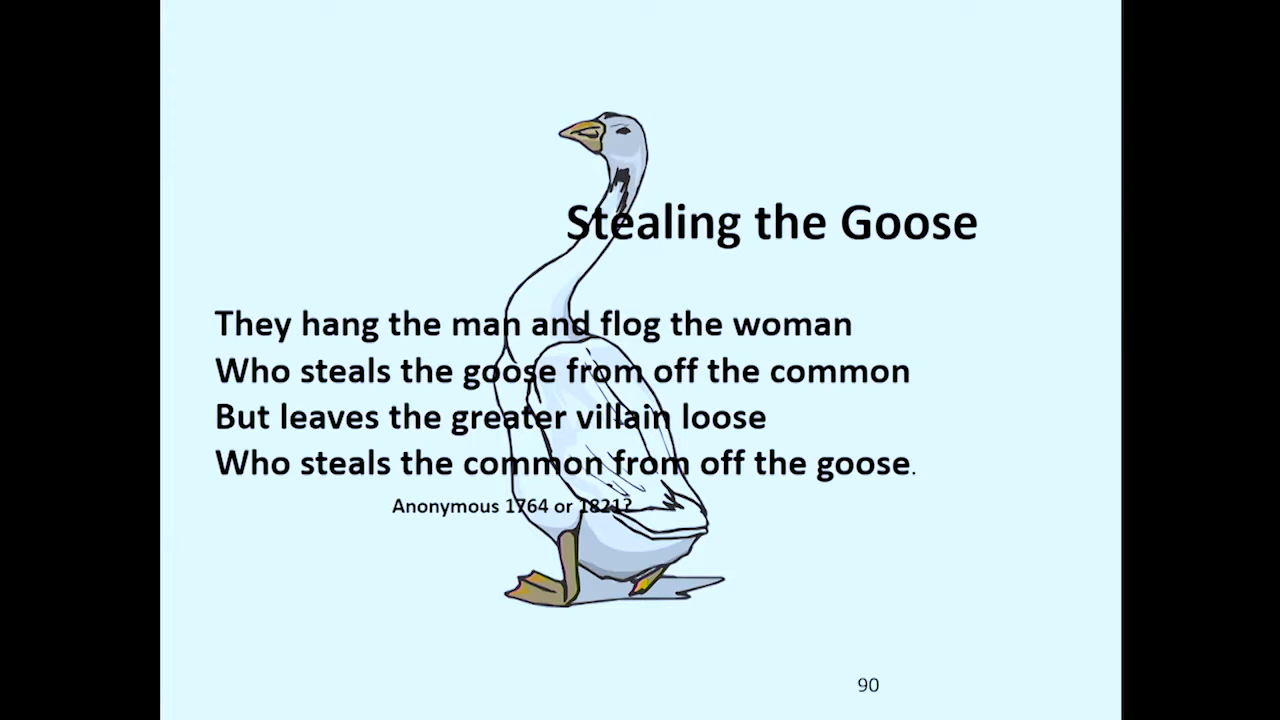 Stealing the Goose
They hang the man and flog the woman
Who steals the goose from off the common
But leaves the greater villain loose
Who steals the common from off the goose.
Anonymous 1764 or 1821?
90